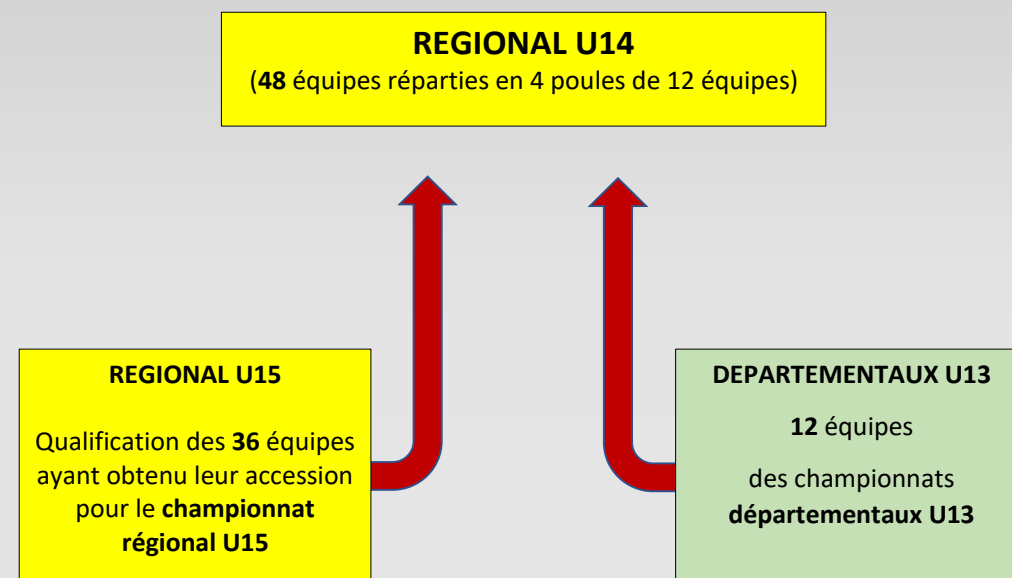 REGIONAL U14
(48 équipes réparties en 4 poules de 12 équipes)
REGIONAL U15
Qualification des 36 équipes
ayant obtenu leur accession
pour le championnat
régional U15
DEPARTEMENTAUX U13
12 équipes
des championnats
départementaux U13